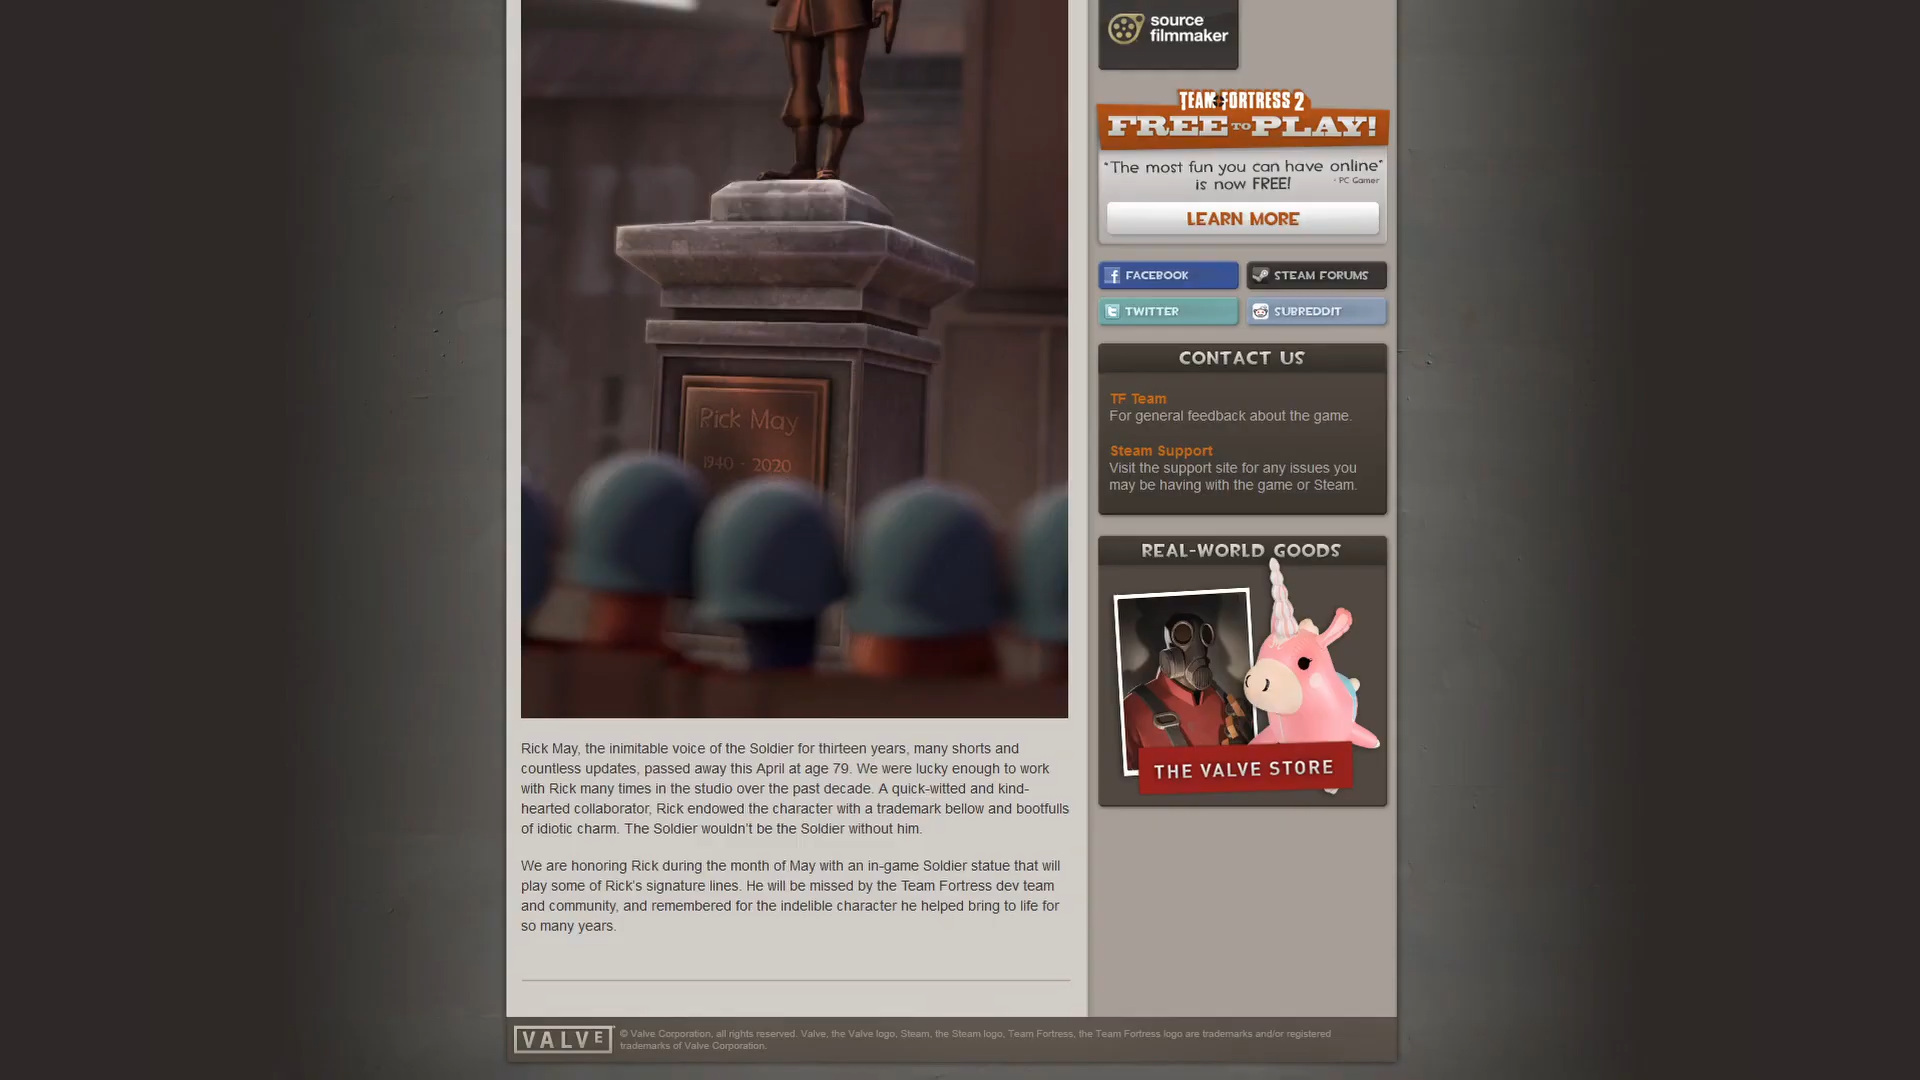 source
filmmaker
TEAM FORTRESS 2
FREE TO PLAY!
"The most fun you can have online"
is now FREE! - PC Gamer
LEARN MORE
FACEBOOK
STEAM FORUMS
TWITTER
SUBREDDIT
CONTACT US
TF Team
For general feedback about the game.
Steam Support
Visit the support site for any issues you
may be having with the game or Steam.
REAL-WORLD GOODS
THE VALVE STORE
Rick May
1940 - 2020
Rick May, the inimitable voice of the Soldier for thirteen years, many shorts and
countless updates, passed away this April at age 79. We were lucky enough to work
with Rick many times in the studio over the past decade. A quick-witted and kind-
hearted collaborator, Rick endowed the character with a trademark bellow and bootfulls
of idiotic charm. The Soldier wouldn't be the Soldier without him.
We are honoring Rick during the month of May with an in-game Soldier statue that will
play some of Rick's signature lines. He will be missed by the Team Fortress dev team
and community, and remembered for the indelible character he helped bring to life for
so many years.
VALVE
© Valve Corporation, all rights reserved. Valve, the Valve logo, Steam, the Steam logo, Team Fortress, the Team Fortress logo are trademarks and/or registered
trademarks of Valve Corporation.